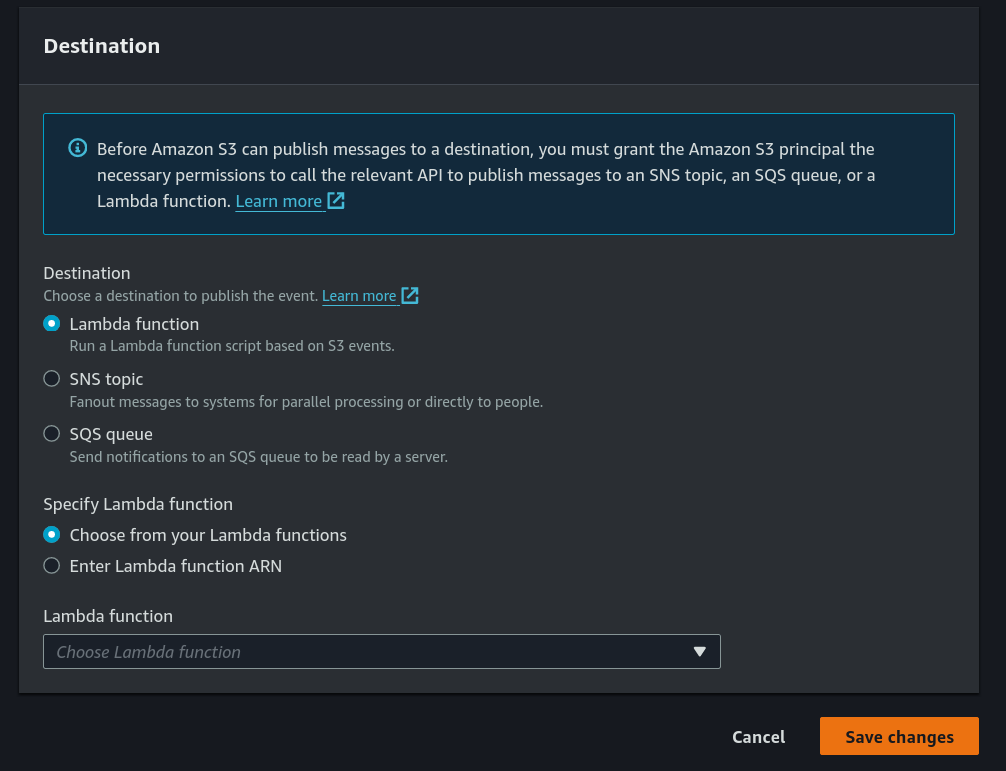 Destination
Before Amazon S3 can publish messages to a destination, you must grant the Amazon S3 principal the
necessary permissions to call the relevant API to publish messages to an SNS topic, an SQS queue, or a
Lambda function. Learn more
Destination
Choose a destination to publish the event. Learn more
Lambda function
Run a Lambda function script based on S3 events.
SNS topic
Fanout messages to systems for parallel processing or directly to people.
SQS queue
Send notifications to an SQS queue to be read by a server.
Specify Lambda function
Choose from your Lambda functions
Enter Lambda function ARN
Lambda function
Choose Lambda function
Cancel Save changes